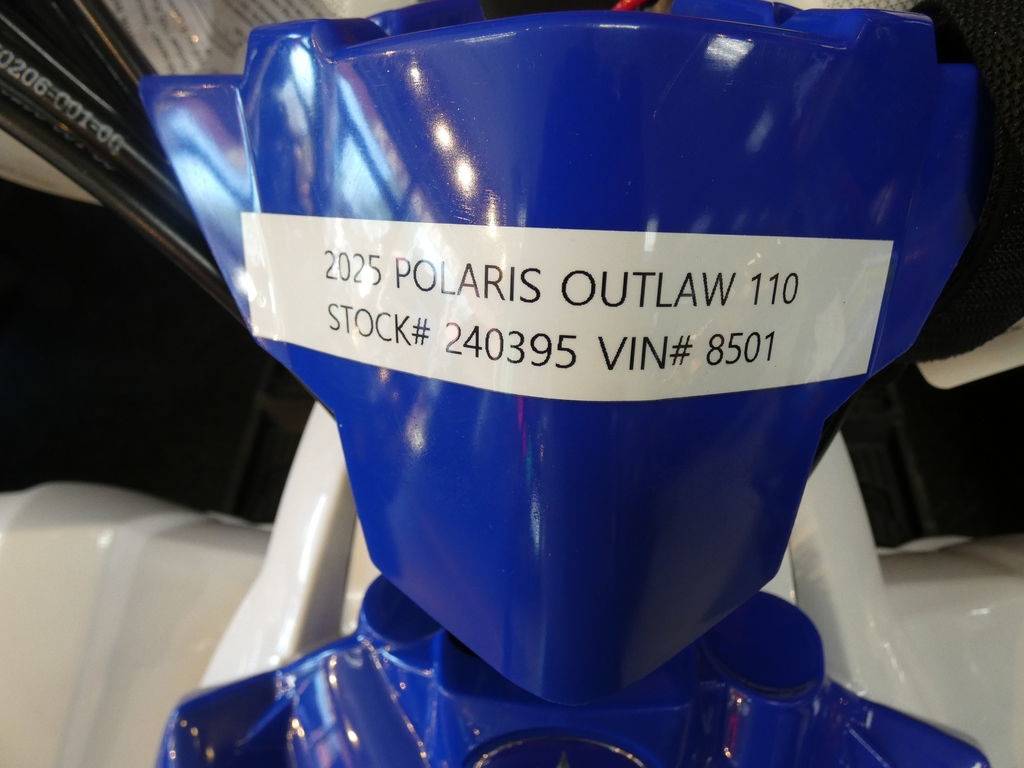 2025 POLARIS OUTLAW 110
STOCK# 240395 VIN# 8501